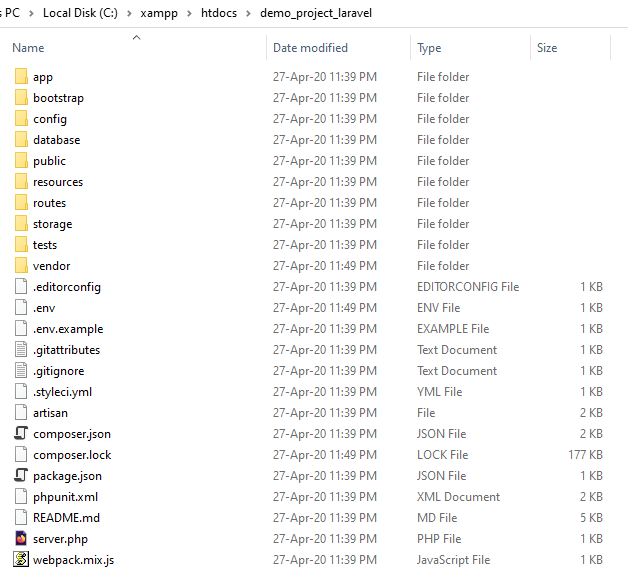 s PC > Local Disk (C:) > xampp > htdocs > demo_project_laravel
Name Date modified Type Size
app 27-Apr-20 11:39 PM File folder
bootstrap 27-Apr-20 11:39 PM File folder
config 27-Apr-20 11:39 PM File folder
database 27-Apr-20 11:39 PM File folder
public 27-Apr-20 11:39 PM File folder
resources 27-Apr-20 11:39 PM File folder
routes 27-Apr-20 11:39 PM File folder
storage 27-Apr-20 11:39 PM File folder
tests 27-Apr-20 11:39 PM File folder
vendor 27-Apr-20 11:49 PM File folder
.editorconfig 27-Apr-20 11:39 PM EDITORCONFIG File 1 KB
.env 27-Apr-20 11:49 PM ENV File 1 KB
.env.example 27-Apr-20 11:39 PM EXAMPLE File 1 KB
.gitattributes 27-Apr-20 11:39 PM Text Document 1 KB
.gitignore 27-Apr-20 11:39 PM Text Document 1 KB
.styleci.yml 27-Apr-20 11:39 PM YML File 1 KB
artisan 27-Apr-20 11:39 PM File 2 KB
composer.json 27-Apr-20 11:39 PM JSON File 2 KB
composer.lock 27-Apr-20 11:49 PM LOCK File 177 KB
package.json 27-Apr-20 11:39 PM JSON File 1 KB
phpunit.xml 27-Apr-20 11:39 PM XML Document 2 KB
README.md 27-Apr-20 11:39 PM MD File 5 KB
server.php 27-Apr-20 11:39 PM PHP File 1 KB
webpack.mix.js 27-Apr-20 11:39 PM JavaScript File 1 KB